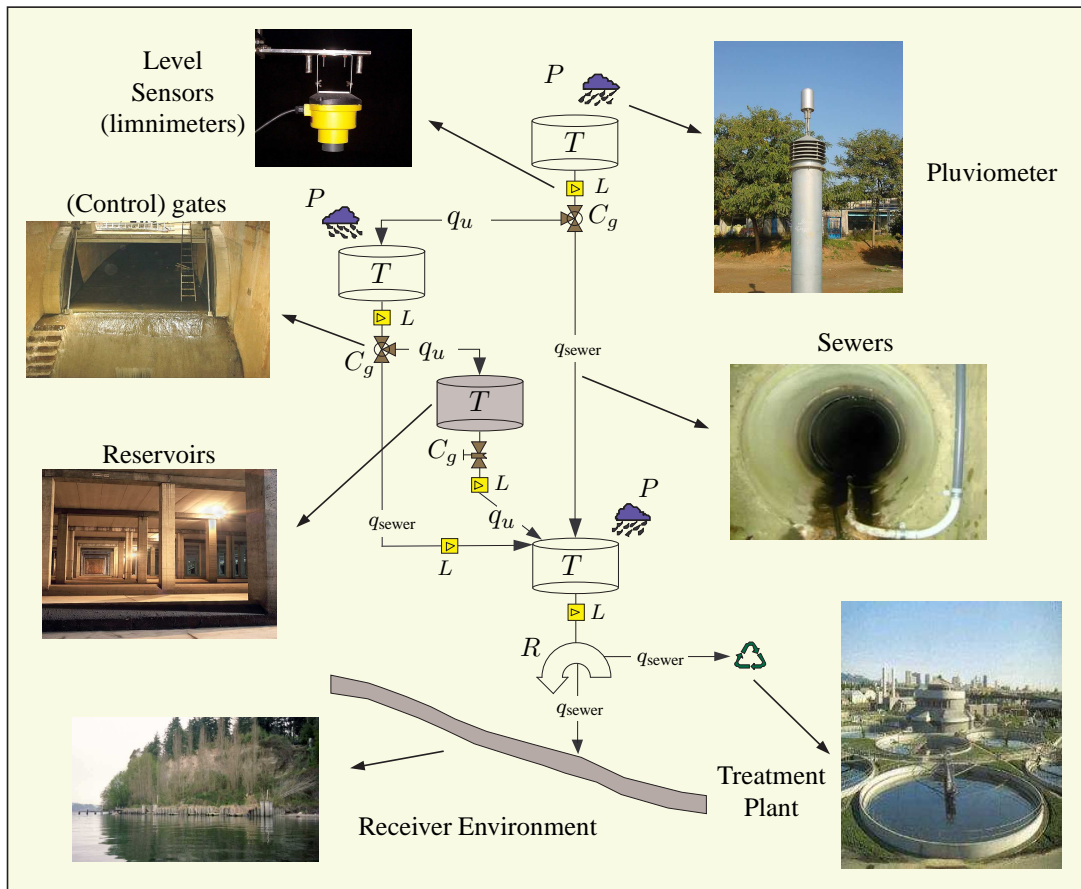 Level
Sensors
(limnimeters)
P
T
L
Pluviometer
(Control) gates
P
q_u
C_g
T
L
C_g
q_u
q_sewer
Sewers
T
Reservoirs
C_g
L
P
q_sewer
q_u
L
T
L
R
q_sewer
q_sewer
Treatment
Plant
Receiver Environment